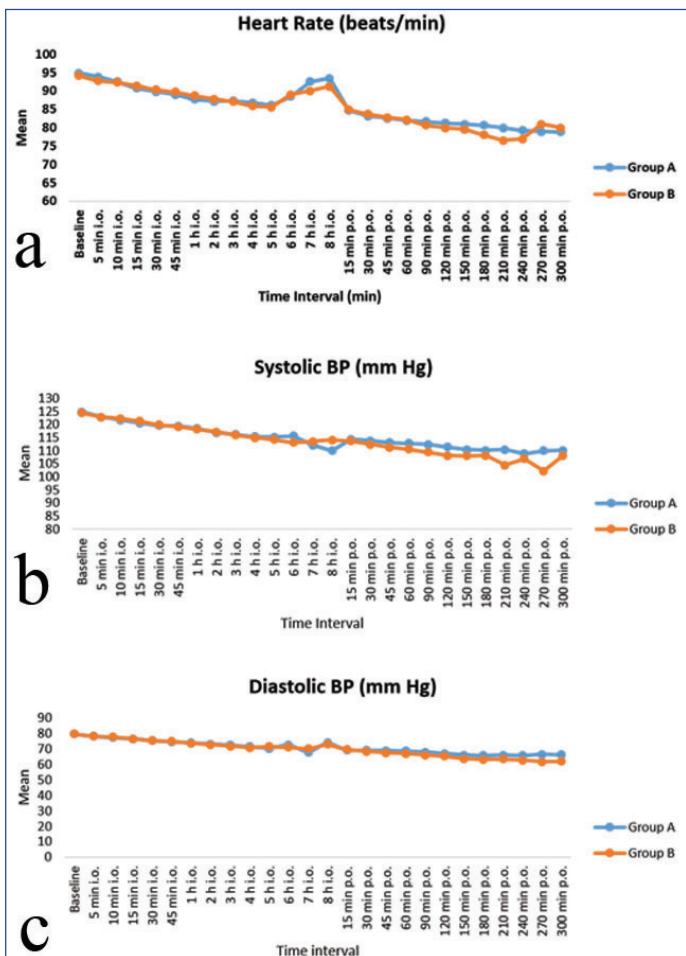 Heart Rate (beats/min)
100
95
90
85
80
75
70
65
60
Mean
Baseline
5 min i.o.
10 min i.o.
15 min i.o.
30 min i.o.
45 min i.o.
1 h i.o.
2 h i.o.
3 h i.o.
4 h i.o.
5 h i.o.
6 h i.o.
7 h i.o.
8 h i.o.
15 min p.o.
30 min p.o.
45 min p.o.
60 min p.o.
90 min p.o.
120 min p.o.
150 min p.o.
180 min p.o.
210 min p.o.
240 min p.o.
270 min p.o.
300 min p.o.
Time Interval (min)
Group A
Group B
a
Systolic BP (mm Hg)
130
125
120
115
110
105
100
95
90
85
80
Mean
Baseline
5 min i.o.
10 min i.o.
15 min i.o.
30 min i.o.
45 min i.o.
1 h i.o.
2 h i.o.
3 h i.o.
4 h i.o.
5 h i.o.
6 h i.o.
7 h i.o.
8 h i.o.
15 min p.o.
30 min p.o.
45 min p.o.
60 min p.o.
90 min p.o.
120 min p.o.
150 min p.o.
180 min p.o.
210 min p.o.
240 min p.o.
270 min p.o.
300 min p.o.
Time Interval
Group A
Group B
b
Diastolic BP (mm Hg)
90
80
70
60
50
40
30
20
10
0
Mean
Baseline
5 min i.o.
10 min i.o.
15 min i.o.
30 min i.o.
45 min i.o.
1 h i.o.
2 h i.o.
3 h i.o.
4 h i.o.
5 h i.o.
6 h i.o.
7 h i.o.
8 h i.o.
15 min p.o.
30 min p.o.
45 min p.o.
60 min p.o.
90 min p.o.
120 min p.o.
150 min p.o.
180 min p.o.
210 min p.o.
240 min p.o.
270 min p.o.
300 min p.o.
Time interval
Group A
Group B
c